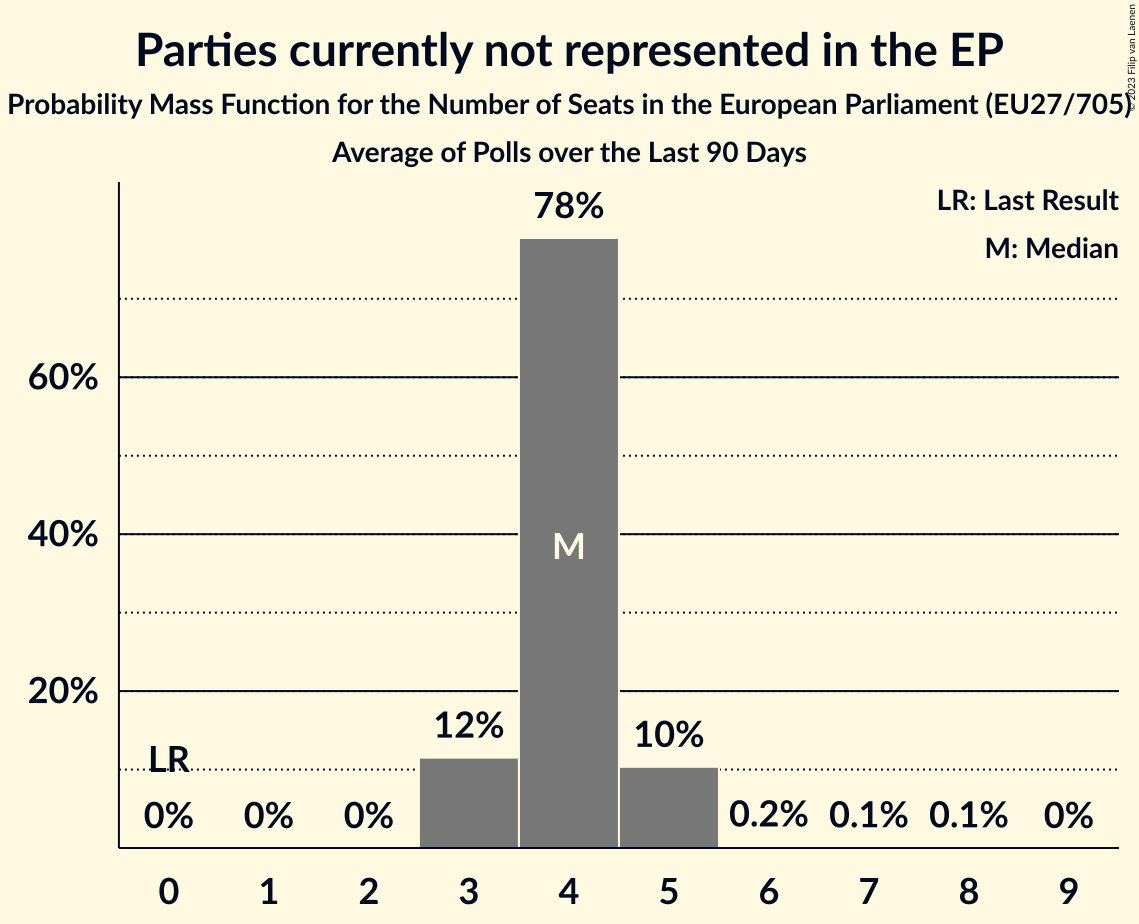 Parties currently not represented in the EP
Probability Mass Function for the Number of Seats in the European Parliament (EU27/705)
Average of Polls over the Last 90 Days
© 2023 Filip van Laenen
LR: Last Result
M: Median
78%
60%
40%
M
20%
12%
10%
LR
0%
0%
0%
0.2%
0.1%
0.1%
0%
0 1 2 3 4 5 6 7 8 9